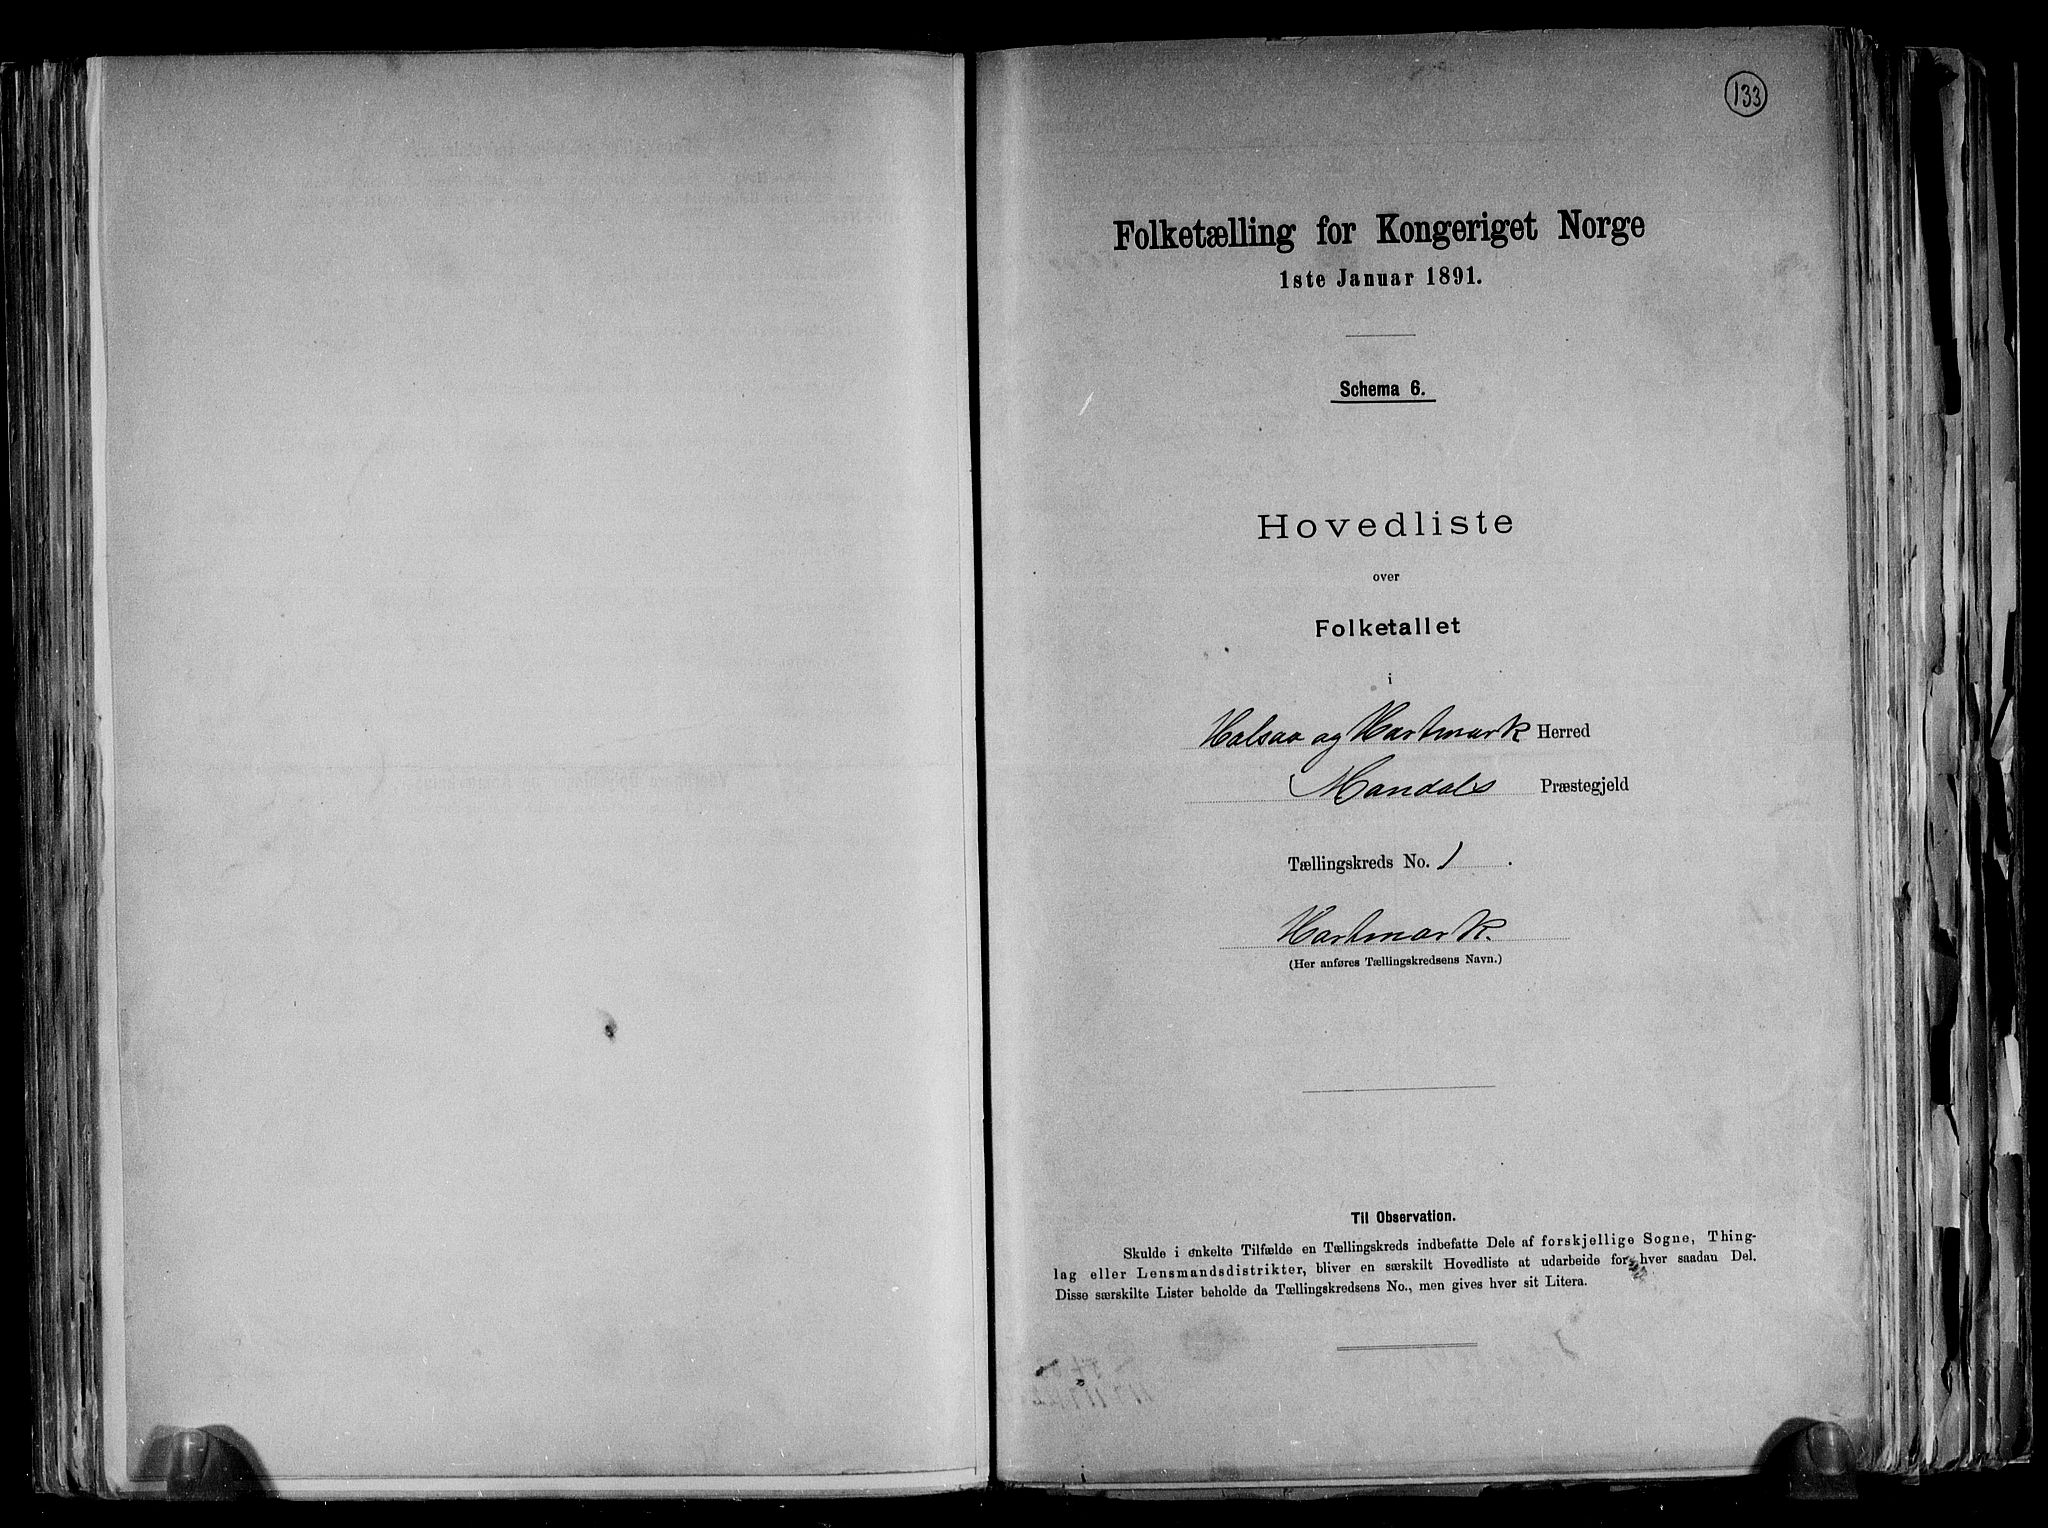 133
Folketælling for Kongeriget Norge
1ste Januar 1891.
Schema 6.
Hovedliste
over
Folketallet
i
Halsaa og Hartmark Herred
Mandals Præstegjeld
Tællingskreds No. 1.
Hartmark.
(Her anføres Tællingskredsens Navn.)
Til Observation.
Skulde i enkelte Tilfælde en Tællingskreds indbefatte Dele af forskjellige Sogne, Thing-
lag eller Lensmandsdistrikter, bliver en særskilt Hovedliste at udarbeide for hver saadan Del.
Disse særskilte Lister beholde da Tællingskredsens No., men gives hver sit Litera.